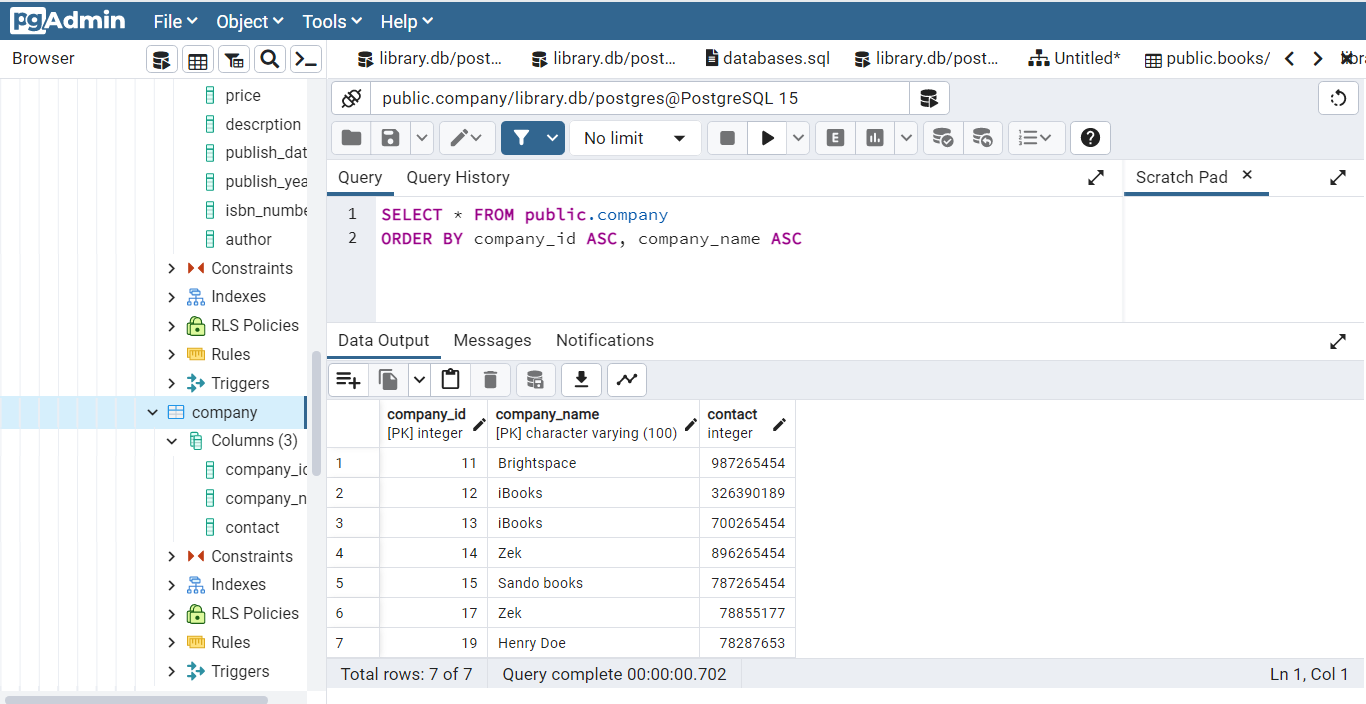 pgAdmin File Object Tools Help
Browser
library.db/post... library.db/post... databases.sql library.db/post... Untitled* public.books/
public.company/library.db/postgres@PostgreSQL 15
No limit
E
Query Query History
Scratch Pad
1 SELECT * FROM public.company
2 ORDER BY company_id ASC, company_name ASC
price
descrption
publish_dat
publish_yea
isbn_numbe
author
Constraints
Indexes
RLS Policies
Rules
Triggers
company
Columns (3)
company_ic
company_n
contact
Constraints
Indexes
RLS Policies
Rules
Triggers
Data Output Messages Notifications
company_id company_name contact
[PK] integer [PK] character varying (100) integer
1 11 Brightspace 987265454
2 12 iBooks 326390189
3 13 iBooks 700265454
4 14 Zek 896265454
5 15 Sando books 787265454
6 17 Zek 78855177
7 19 Henry Doe 78287653
Total rows: 7 of 7 Query complete 00:00:00.702 Ln 1, Col 1